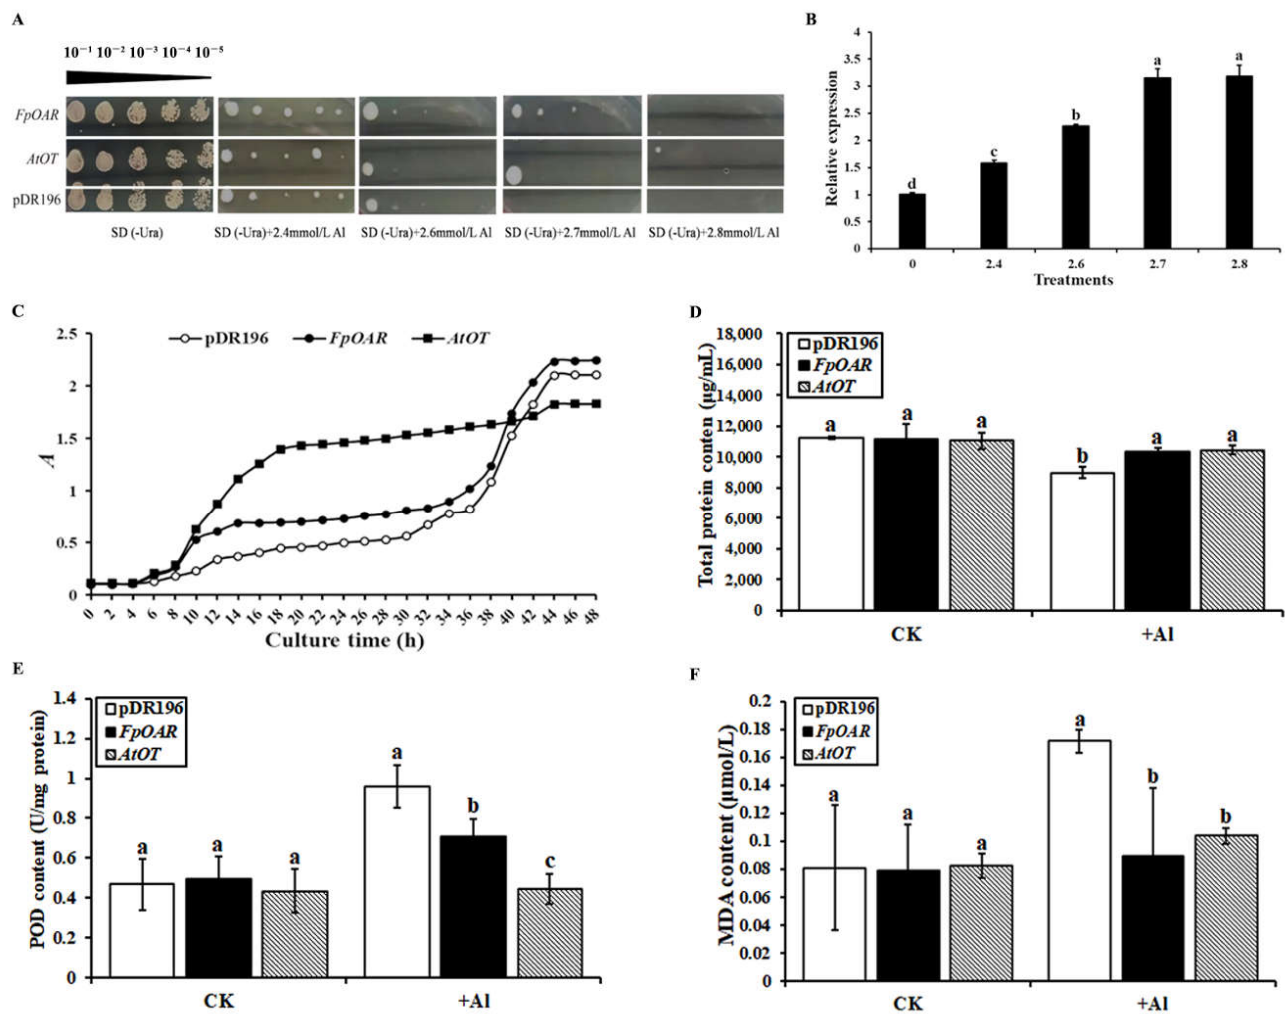 A
10⁻¹ 10⁻² 10⁻³ 10⁻⁴ 10⁻⁵
FpOAR
AtOT
pDR196
SD (-Ura)
SD (-Ura)+2.4mmol/L Al
SD (-Ura)+2.6mmol/L Al
SD (-Ura)+2.7mmol/L Al
SD (-Ura)+2.8mmol/L Al
B
Relative expression
4
3.5
3
2.5
2
1.5
1
0.5
0
d
c
b
a
a
0 2.4 2.6 2.7 2.8
Treatments
C
pDR196 FpOAR AtOT
A
2.5
2
1.5
1
0.5
0
0 2 4 6 8 10 12 14 16 18 20 22 24 26 28 30 32 34 36 38 40 42 44 46 48
Culture time (h)
D
Total protein conten (μg/mL)
18,000
16,000
14,000
12,000
10,000
8,000
6,000
4,000
2,000
0
pDR196
FpOAR
AtOT
a a a b a a
CK +Al
E
POD content (U/mg protein)
1.4
1.2
1
0.8
0.6
0.4
0.2
0
pDR196
FpOAR
AtOT
a a a a b c
CK +Al
F
MDA content (μmol/L)
0.2
0.18
0.16
0.14
0.12
0.1
0.08
0.06
0.04
0.02
0
pDR196
FpOAR
AtOT
a a a a b b
CK +Al